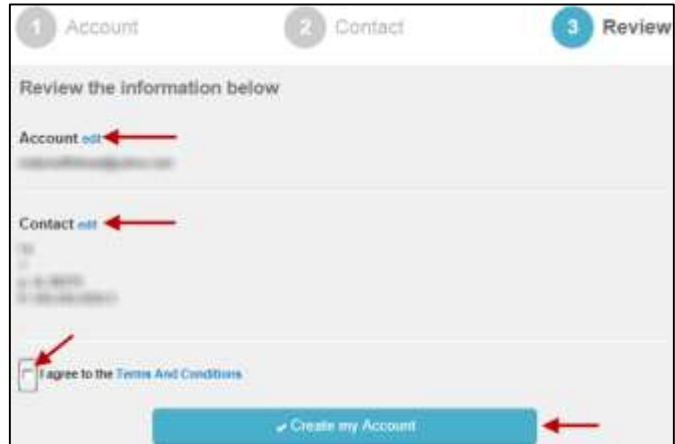 1 Account 2 Contact 3 Review
Review the information below
Account edit
Contact edit
I agree to the Terms And Conditions
Create my Account